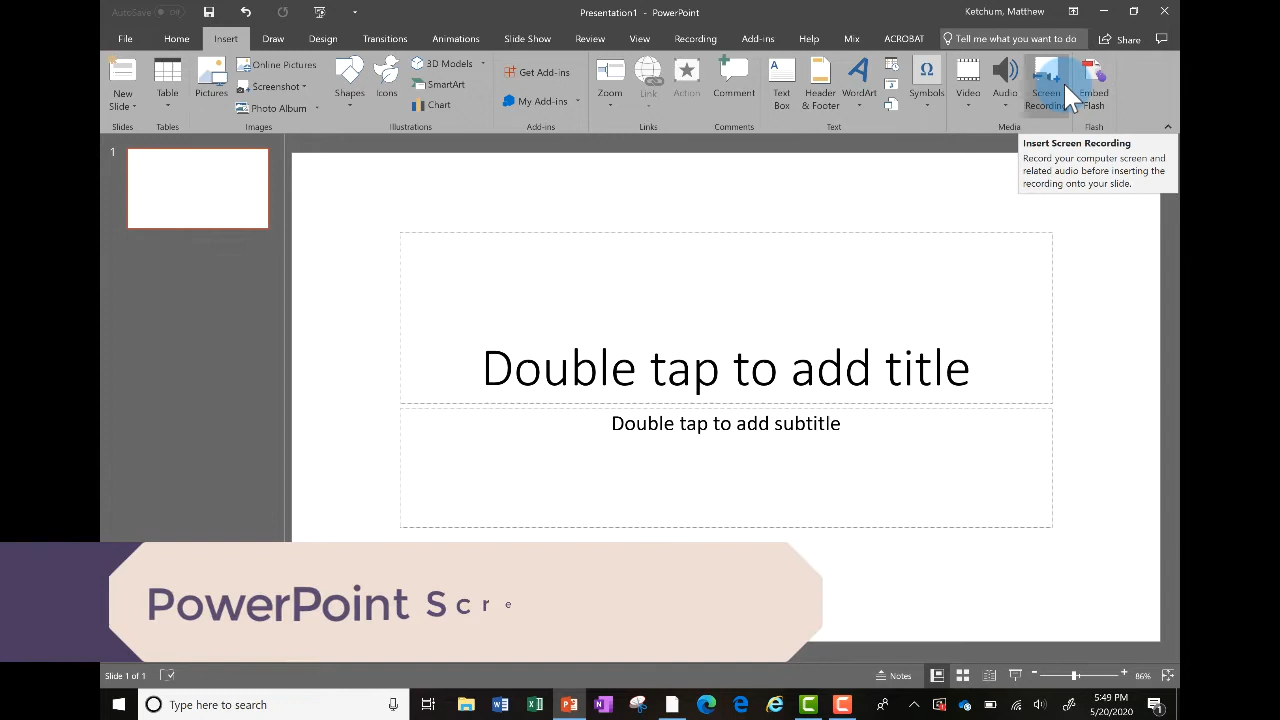 AutoSave Off
Presentation1 - PowerPoint
Ketchum, Matthew
File Home Insert Draw Design Transitions Animations Slide Show Review View Recording Add-ins Help Mix ACROBAT Tell me what you want to do Share
New Slide
Table
Pictures
Online Pictures
Screenshot
Photo Album
Shapes
Icons
3D Models
SmartArt
Chart
Get Add-ins
My Add-ins
Zoom
Link
Action
Comment
Text Box
Header & Footer
WordArt
Symbols
Video
Audio
Screen Recording
Embed Flash
Slides Tables Images Illustrations Add-ins Links Comments Text Media Flash
Insert Screen Recording
Record your computer screen and
related audio before inserting the
recording onto your slide.
1
Double tap to add title
Double tap to add subtitle
PowerPoint Scre
Slide 1 of 1
Notes
86%
Type here to search
5:49 PM
5/20/2020
1